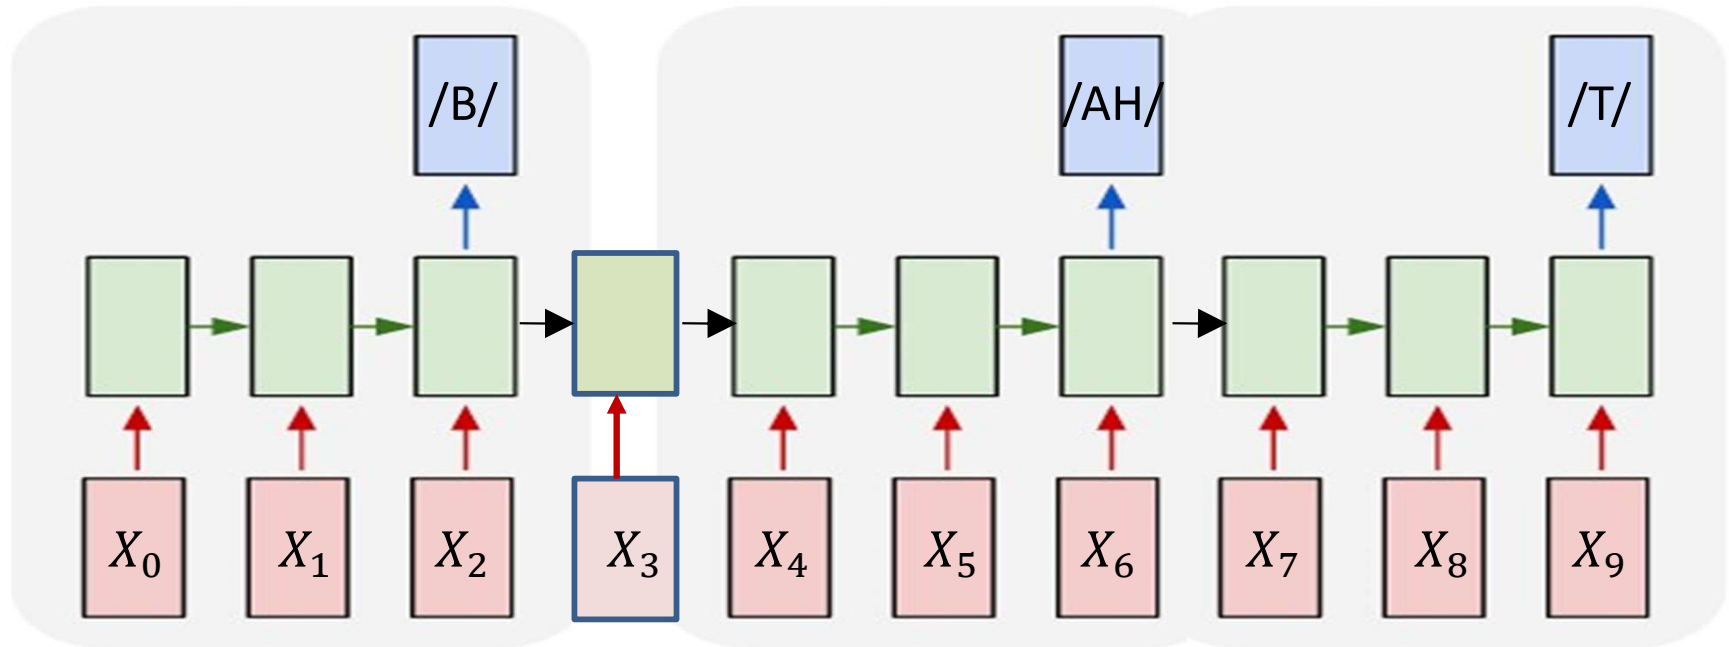 /B/ /AH/ /T/
X₀ X₁ X₂ X₃ X₄ X₅ X₆ X₇ X₈ X₉